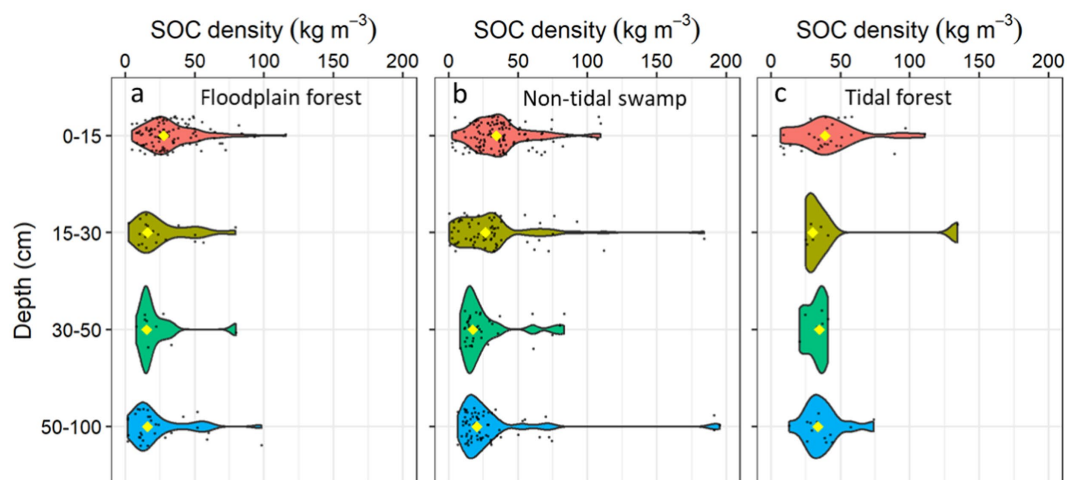 SOC density (kg m⁻³) SOC density (kg m⁻³) SOC density (kg m⁻³)
0 50 100 150 200 0 50 100 150 200 0 50 100 150 200
a Floodplain forest b Non-tidal swamp c Tidal forest
0-15
15-30
30-50
50-100
Depth (cm)